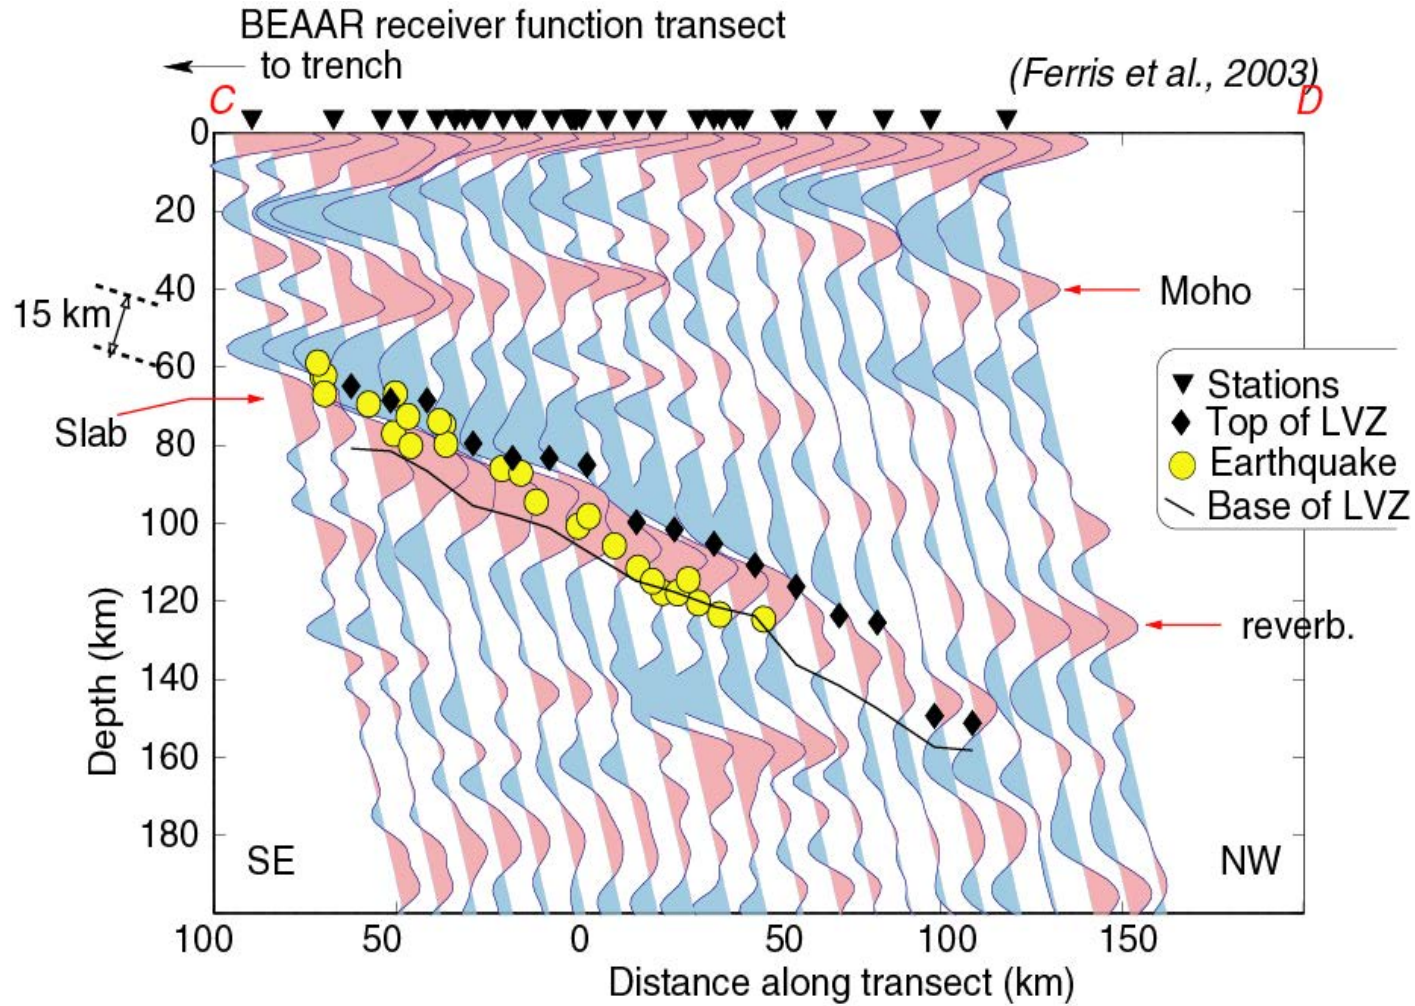 BEAAR receiver function transect
to trench
(Ferris et al., 2003)
C
D
0
20
40
60
80
100
120
140
160
180
15 km
Slab
Moho
Stations
Top of LVZ
Earthquake
Base of LVZ
reverb.
Depth (km)
SE
NW
100 50 0 50 100 150
Distance along transect (km)